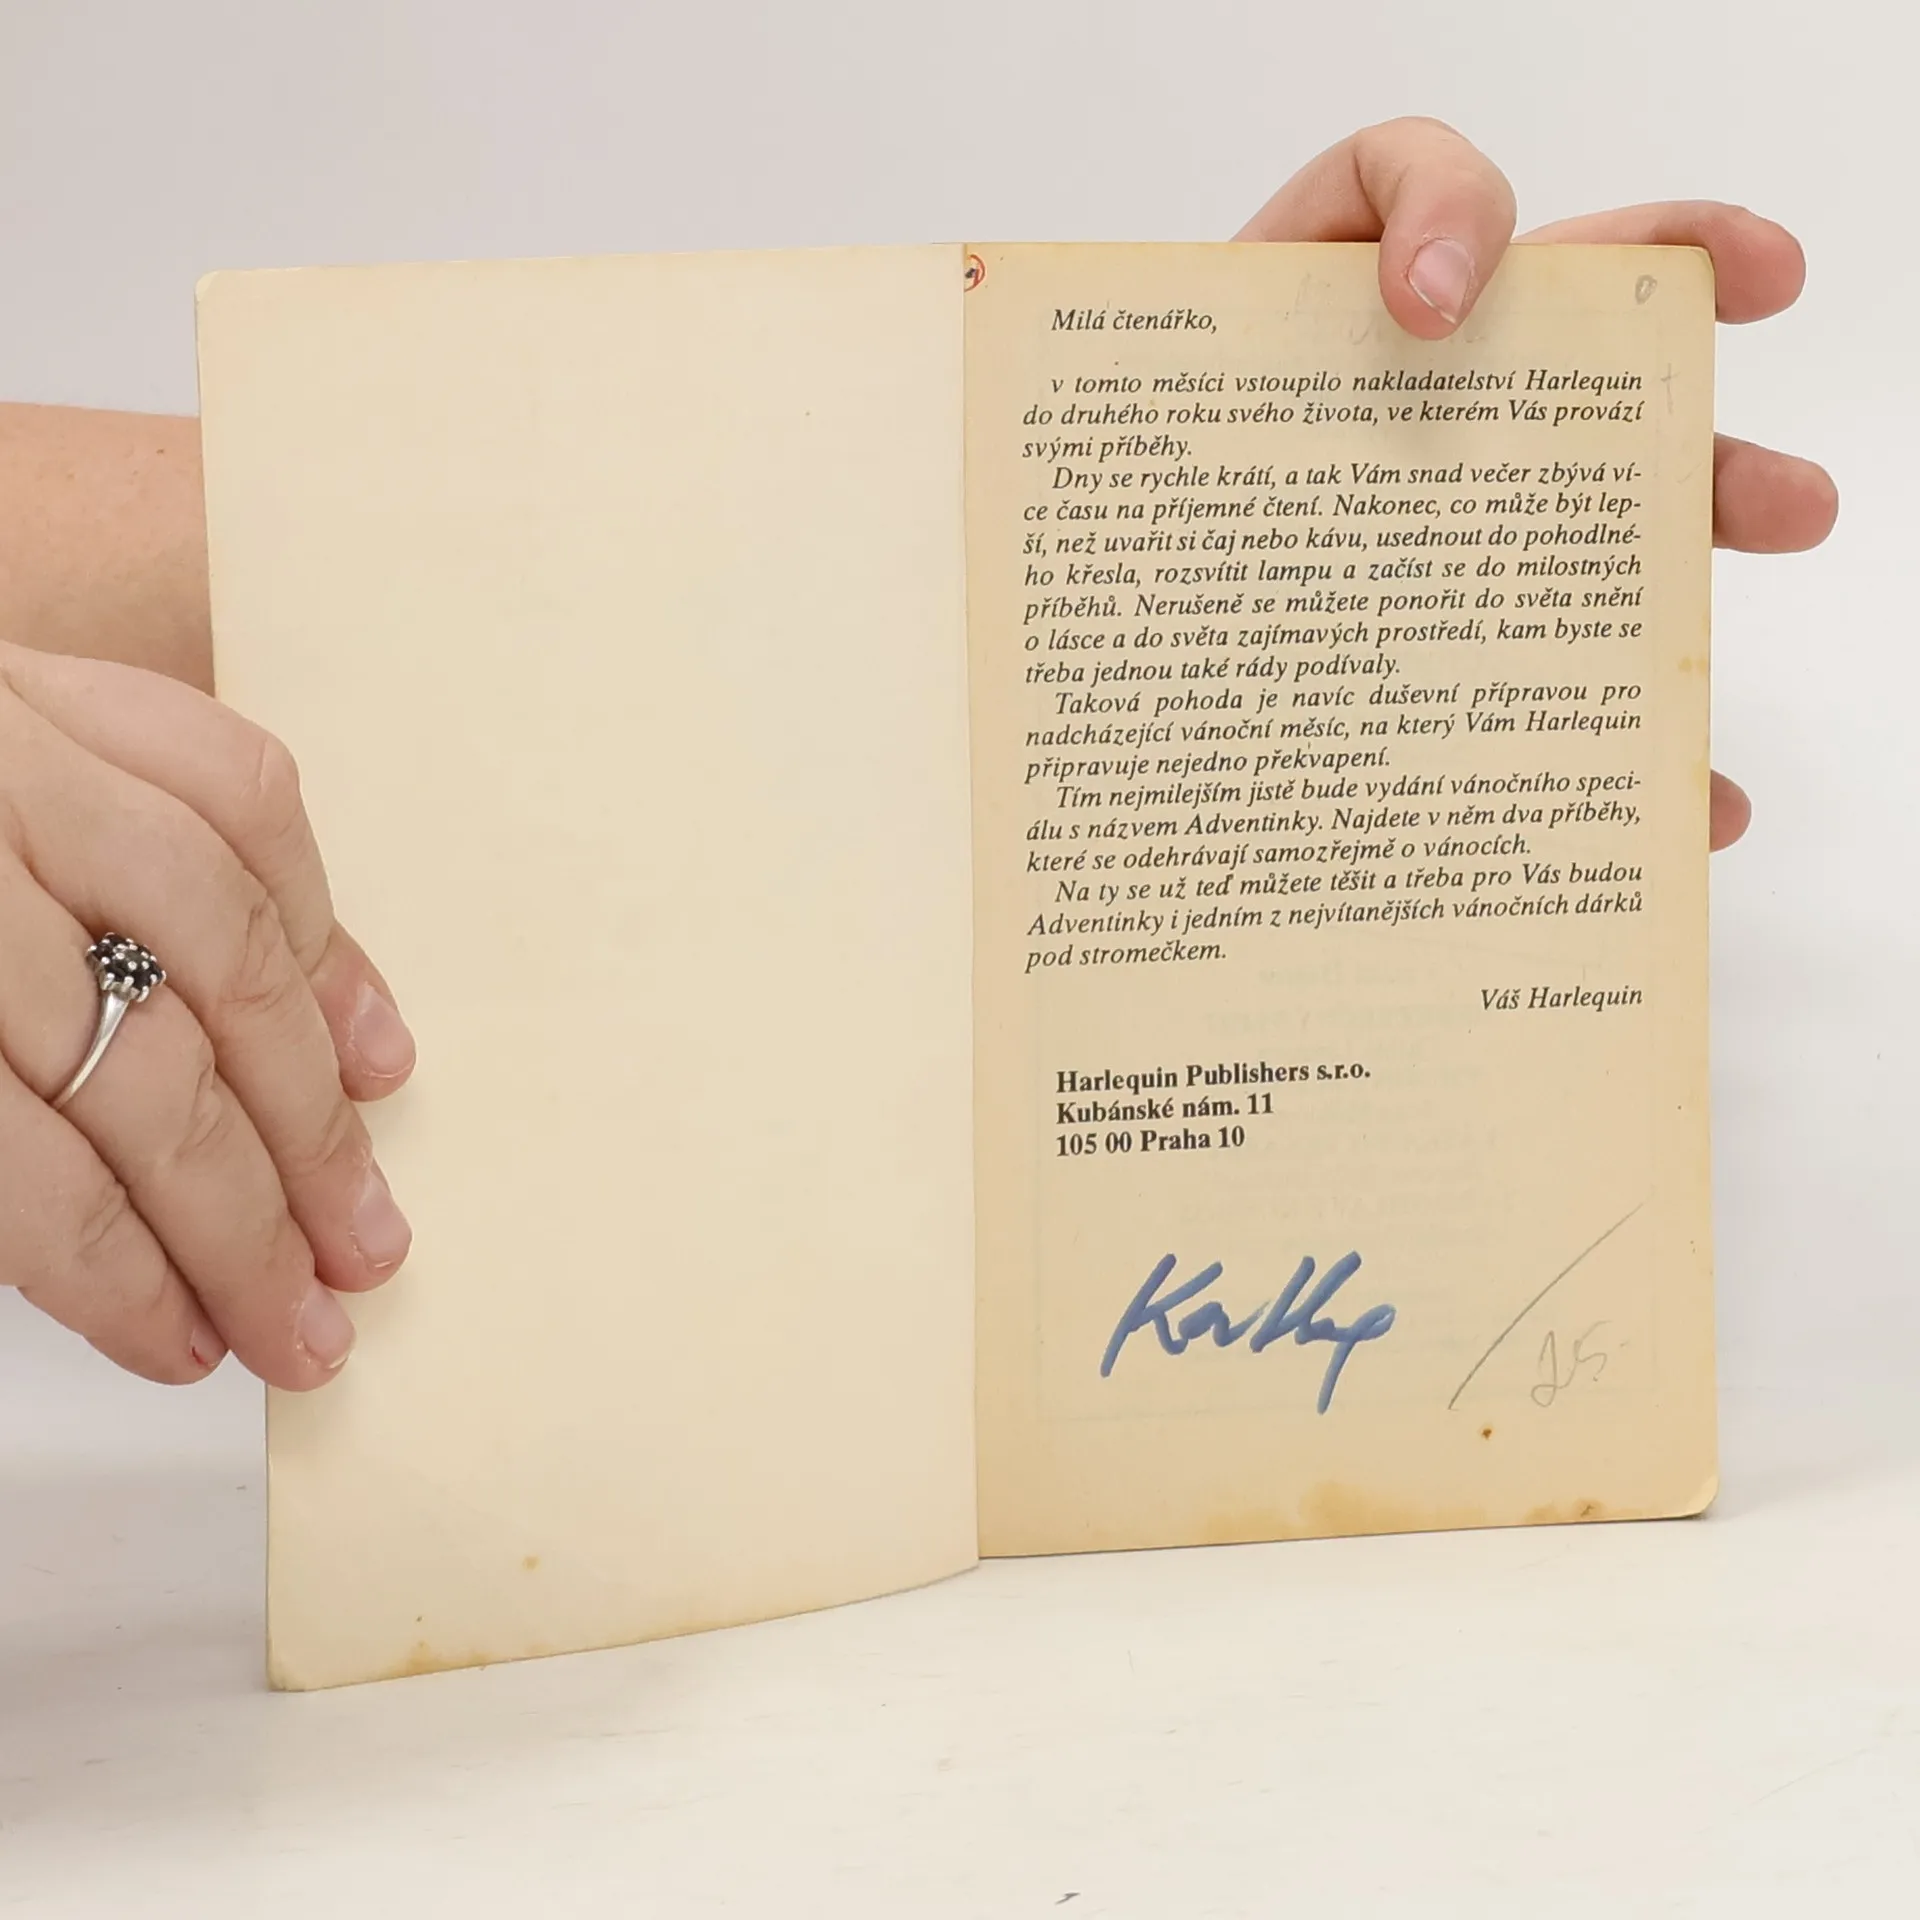 Milá čtenářko,
v tomto měsíci vstoupilo nakladatelství Harlequin
do druhého roku svého života, ve kterém Vás provází
svými příběhy.
Dny se rychle krátí, a tak Vám snad večer zbývá ví-
ce času na příjemné čtení. Nakonec, co může být lep-
ší, než uvařit si čaj nebo kávu, usednout do pohodlné-
ho křesla, rozsvítit lampu a začíst se do milostných
příběhů. Nerušeně se můžete ponořit do světa snění
o lásce a do světa zajímavých prostředí, kam byste se
třeba jednou také rády podívaly.
Taková pohoda je navíc duševní přípravou pro
nadcházející vánoční měsíc, na který Vám Harlequin
připravuje nejedno překvapení.
Tím nejmilejším jistě bude vydání vánočního speci-
álu s názvem Adventinky. Najdete v něm dva příběhy,
které se odehrávají samozřejmě o vánocích.
Na ty se už teď můžete těšit a třeba pro Vás budou
Adventinky i jedním z nejvítanějších vánočních dárků
pod stromečkem.
Váš Harlequin
Harlequin Publishers s.r.o.
Kubánské nám. 11
105 00 Praha 10